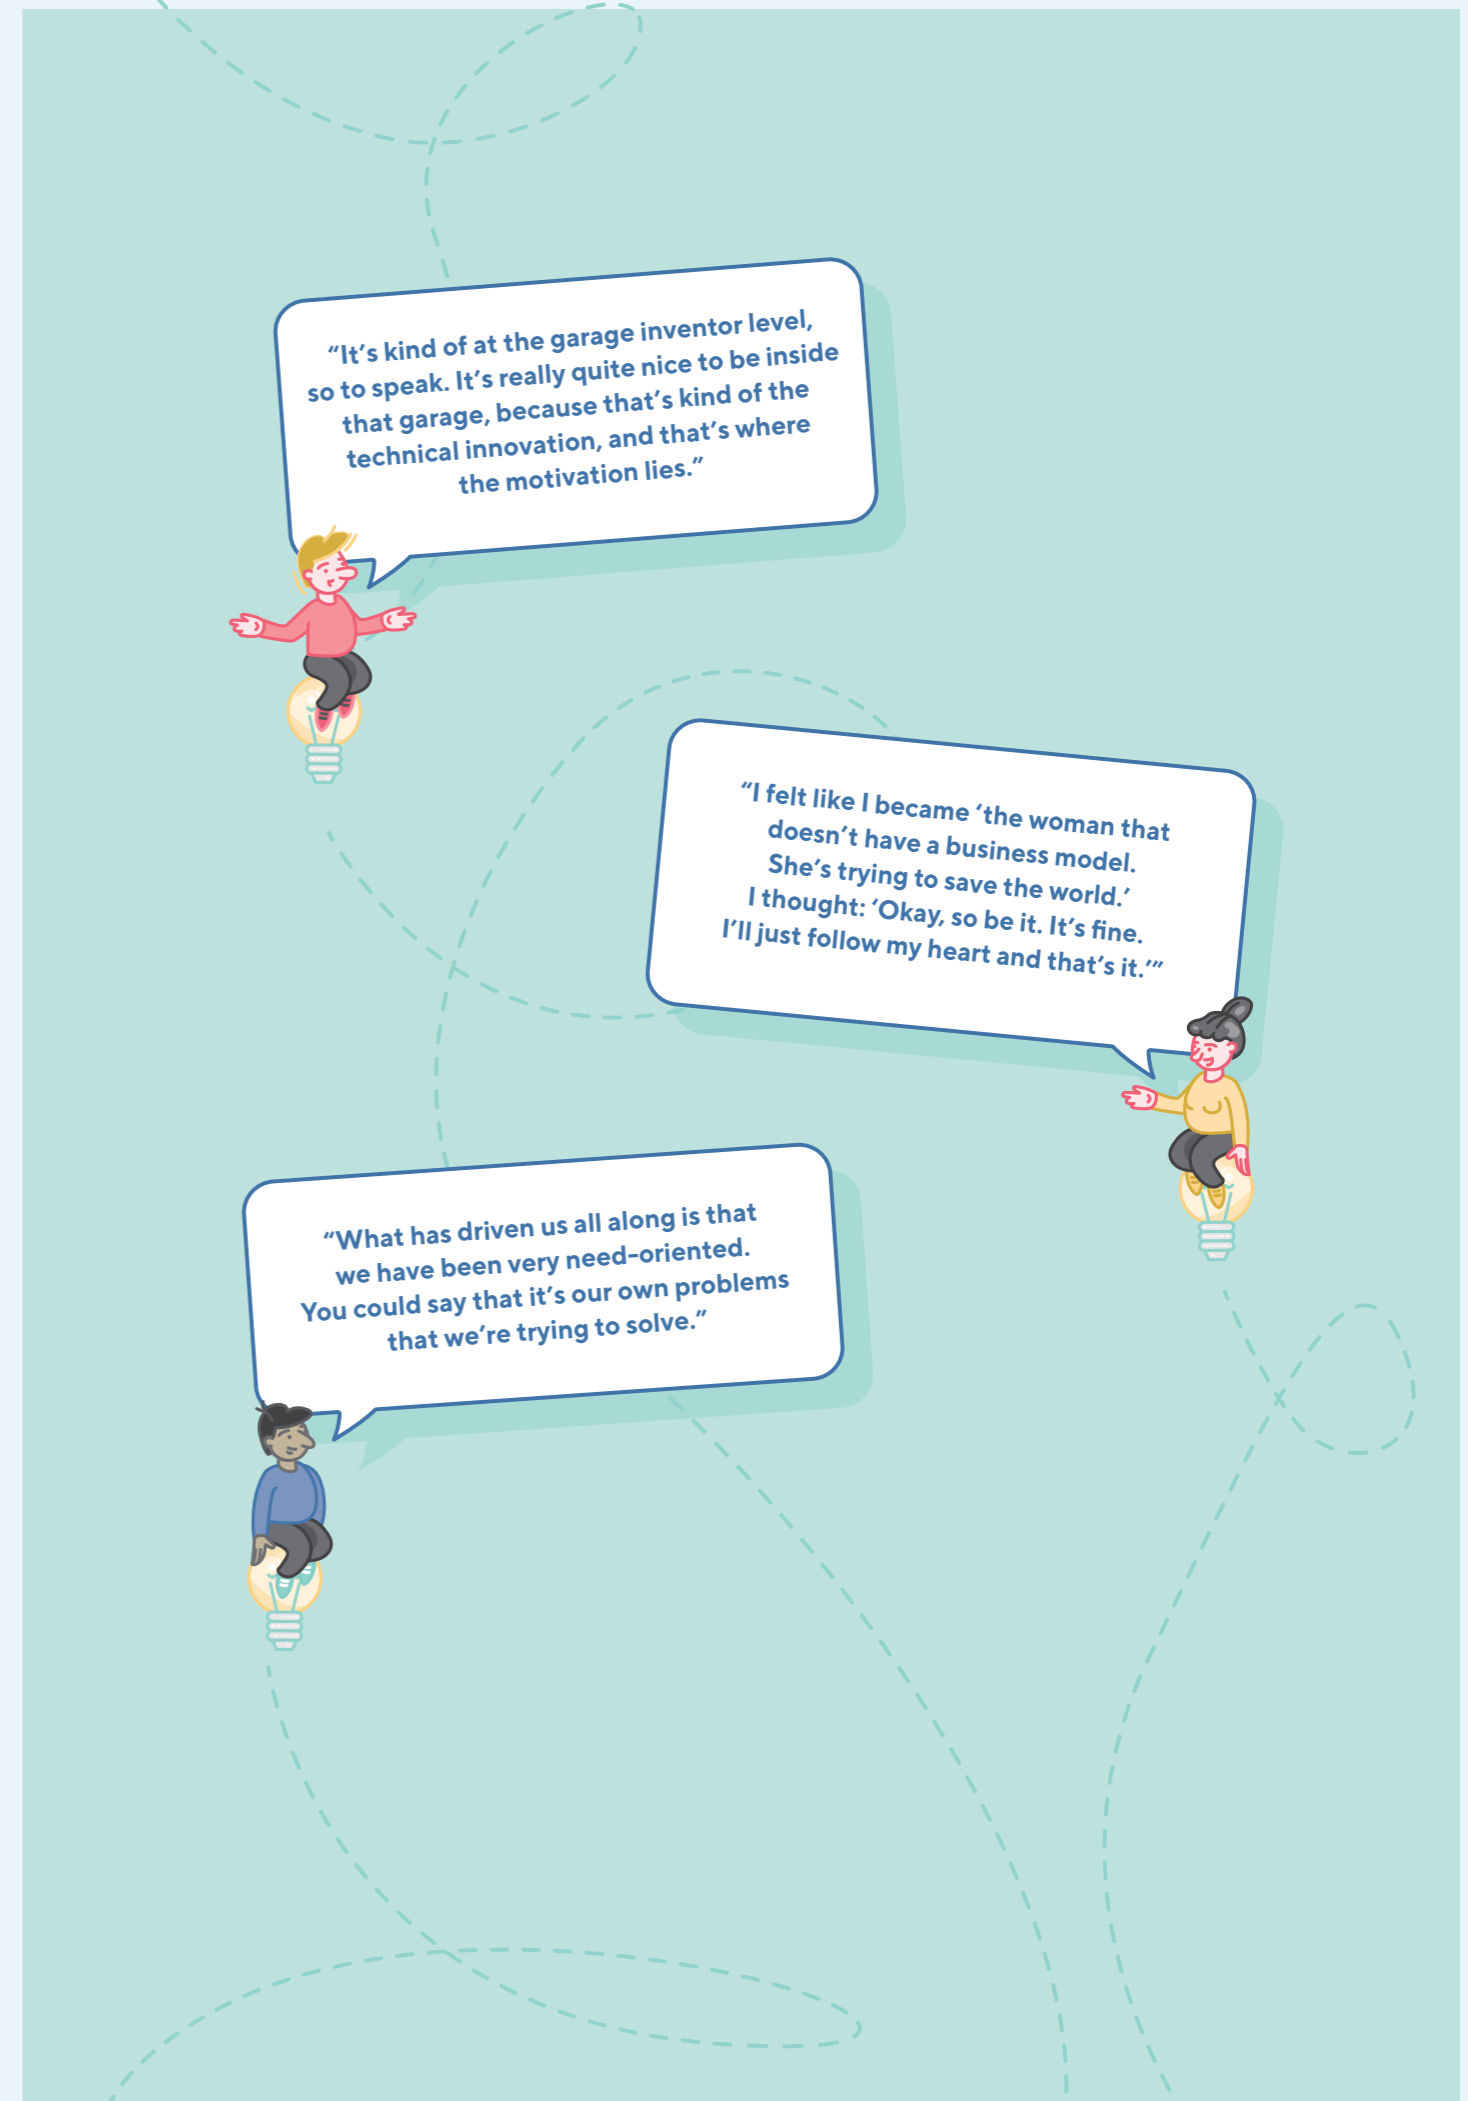 “It’s kind of at the garage inventor level,
so to speak. It’s really quite nice to be inside
that garage, because that’s kind of the
technical innovation, and that’s where
the motivation lies.”
“I felt like I became ‘the woman that
doesn’t have a business model.
She’s trying to save the world.’
I thought: ‘Okay, so be it. It’s fine.
I’ll just follow my heart and that’s it.’”
“What has driven us all along is that
we have been very need-oriented.
You could say that it’s our own problems
that we’re trying to solve.”